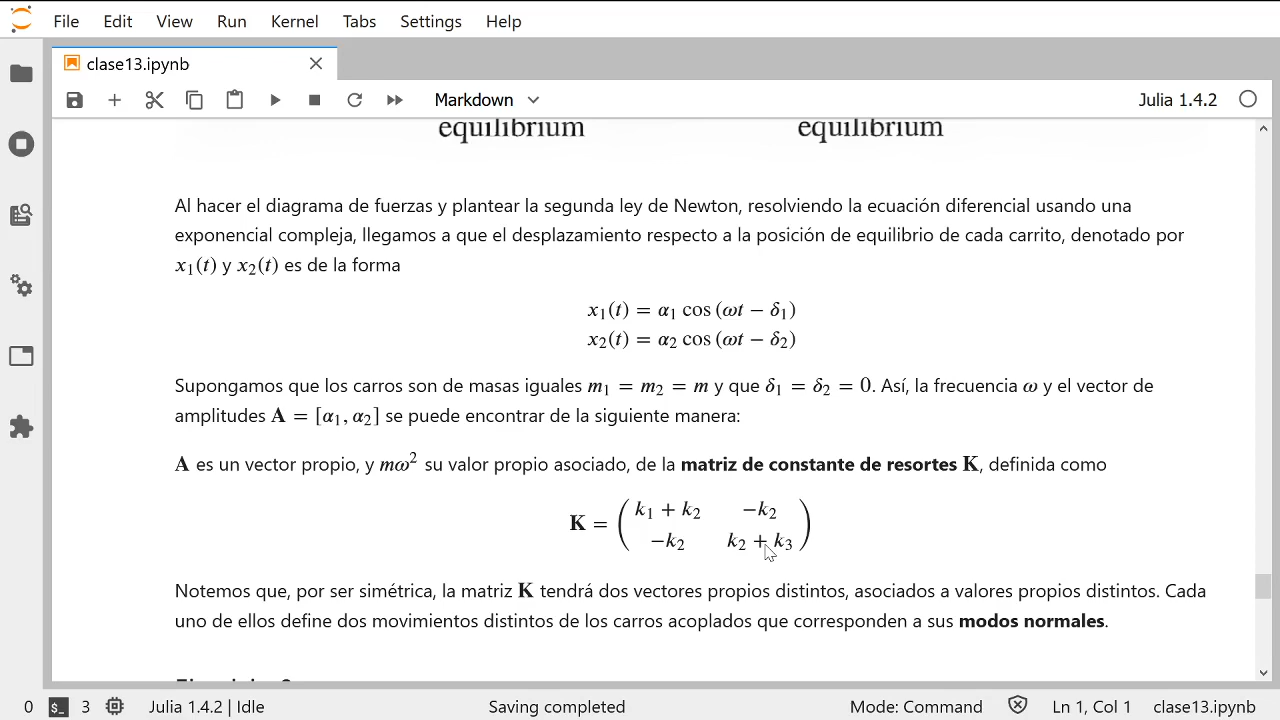 File Edit View Run Kernel Tabs Settings Help
clase13.ipynb
Markdown
Julia 1.4.2
equilibrium equilibrium
Al hacer el diagrama de fuerzas y plantear la segunda ley de Newton, resolviendo la ecuación diferencial usando una
exponencial compleja, llegamos a que el desplazamiento respecto a la posición de equilibrio de cada carrito, denotado por
x₁(t) y x₂(t) es de la forma
x₁(t) = α₁ cos (ωt − δ₁)
x₂(t) = α₂ cos (ωt − δ₂)
Supongamos que los carros son de masas iguales m₁ = m₂ = m y que δ₁ = δ₂ = 0. Así, la frecuencia ω y el vector de
amplitudes A = [α₁, α₂] se puede encontrar de la siguiente manera:
A es un vector propio, y mω² su valor propio asociado, de la matriz de constante de resortes K, definida como
K = ( k₁ + k₂ −k₂
−k₂ k₂ + k₃ )
Notemos que, por ser simétrica, la matriz K tendrá dos vectores propios distintos, asociados a valores propios distintos. Cada
uno de ellos define dos movimientos distintos de los carros acoplados que corresponden a sus modos normales.
0 $_ 3 Julia 1.4.2 | Idle Saving completed Mode: Command Ln 1, Col 1 clase13.ipynb